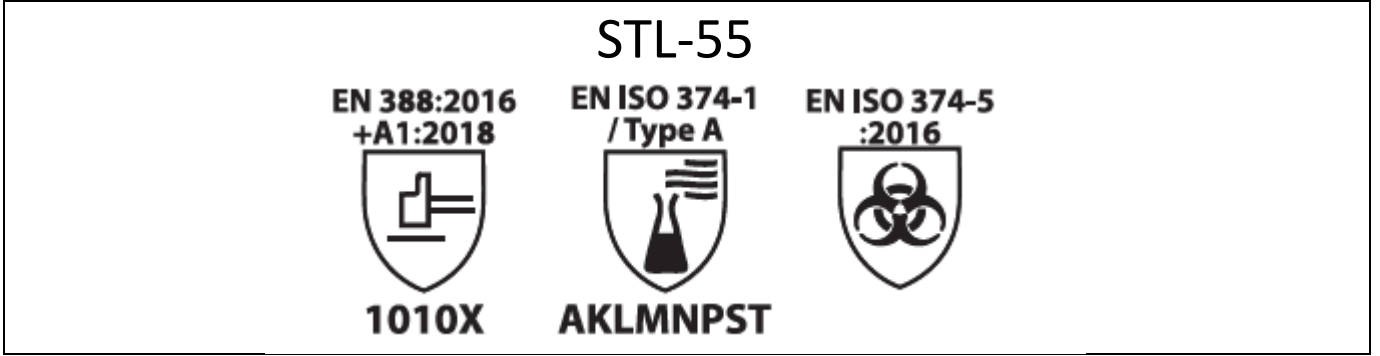 STL-55
EN 388:2016
+A1:2018
1010X
EN ISO 374-1
/ Type A
AKLMNPST
EN ISO 374-5
:2016